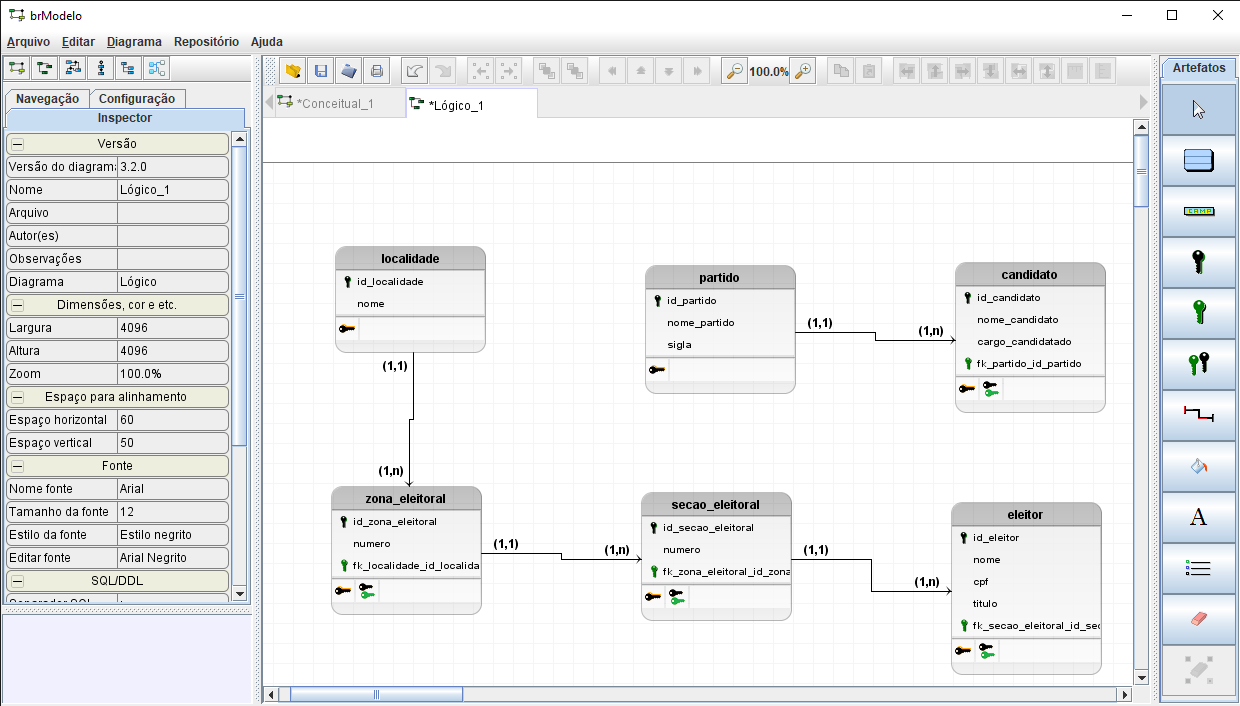 brModelo
Arquivo Editar Diagrama Repositório Ajuda
100.0%
Artefatos
Navegação Configuração
Inspector
*Conceitual_1 *Lógico_1
Versão
Versão do diagrama 3.2.0
Nome Lógico_1
Arquivo
Autor(es)
Observações
Diagrama Lógico
Dimensões, cor e etc.
Largura 4096
Altura 4096
Zoom 100.0%
Espaço para alinhamento
Espaço horizontal 60
Espaço vertical 50
Fonte
Nome fonte Arial
Tamanho da fonte 12
Estilo da fonte Estilo negrito
Editar fonte Arial Negrito
SQL/DDL
localidade
id_localidade
nome
(1,1)
(1,n)
partido
id_partido
nome_partido
sigla
(1,1)
(1,n)
candidato
id_candidato
nome_candidato
cargo_candidatado
fk_partido_id_partido
zona_eleitoral
id_zona_eleitoral
numero
fk_localidade_id_localida
(1,1)
(1,n)
secao_eleitoral
id_secao_eleitoral
numero
fk_zona_eleitoral_id_zona
(1,1)
(1,n)
eleitor
id_eleitor
nome
cpf
titulo
fk_secao_eleitoral_id_sec
CAMP
A